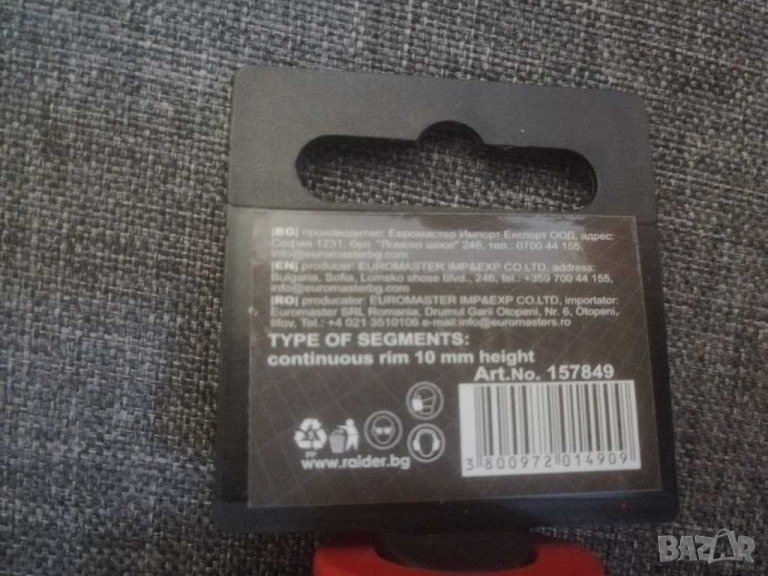 |BG| производител: Евромастер Импорт Експорт ООД, адрес:
София 1231, бул. "Ломско шосе" 246, тел.: 0700 44 155,
info@euromasterbg.com
|EN| producer: EUROMASTER IMP&EXP CO.LTD, address:
Bulgaria, Sofia, Lomsko shose blvd., 246, tel.: +359 700 44 155,
info@euromasterbg.com
|RO| producator: EUROMASTER IMP&EXP CO.LTD, importator:
Euromaster SRL Romania, Drumul Garii Otopeni, Nr. 6, Otopeni,
Ilfov, Tel.: +4 021 3510106 e-mail.info@euromasters.ro
TYPE OF SEGMENTS:
continuous rim 10 mm height
Art.No. 157849
www.raider.bg
3 800972 014909
BAZAR